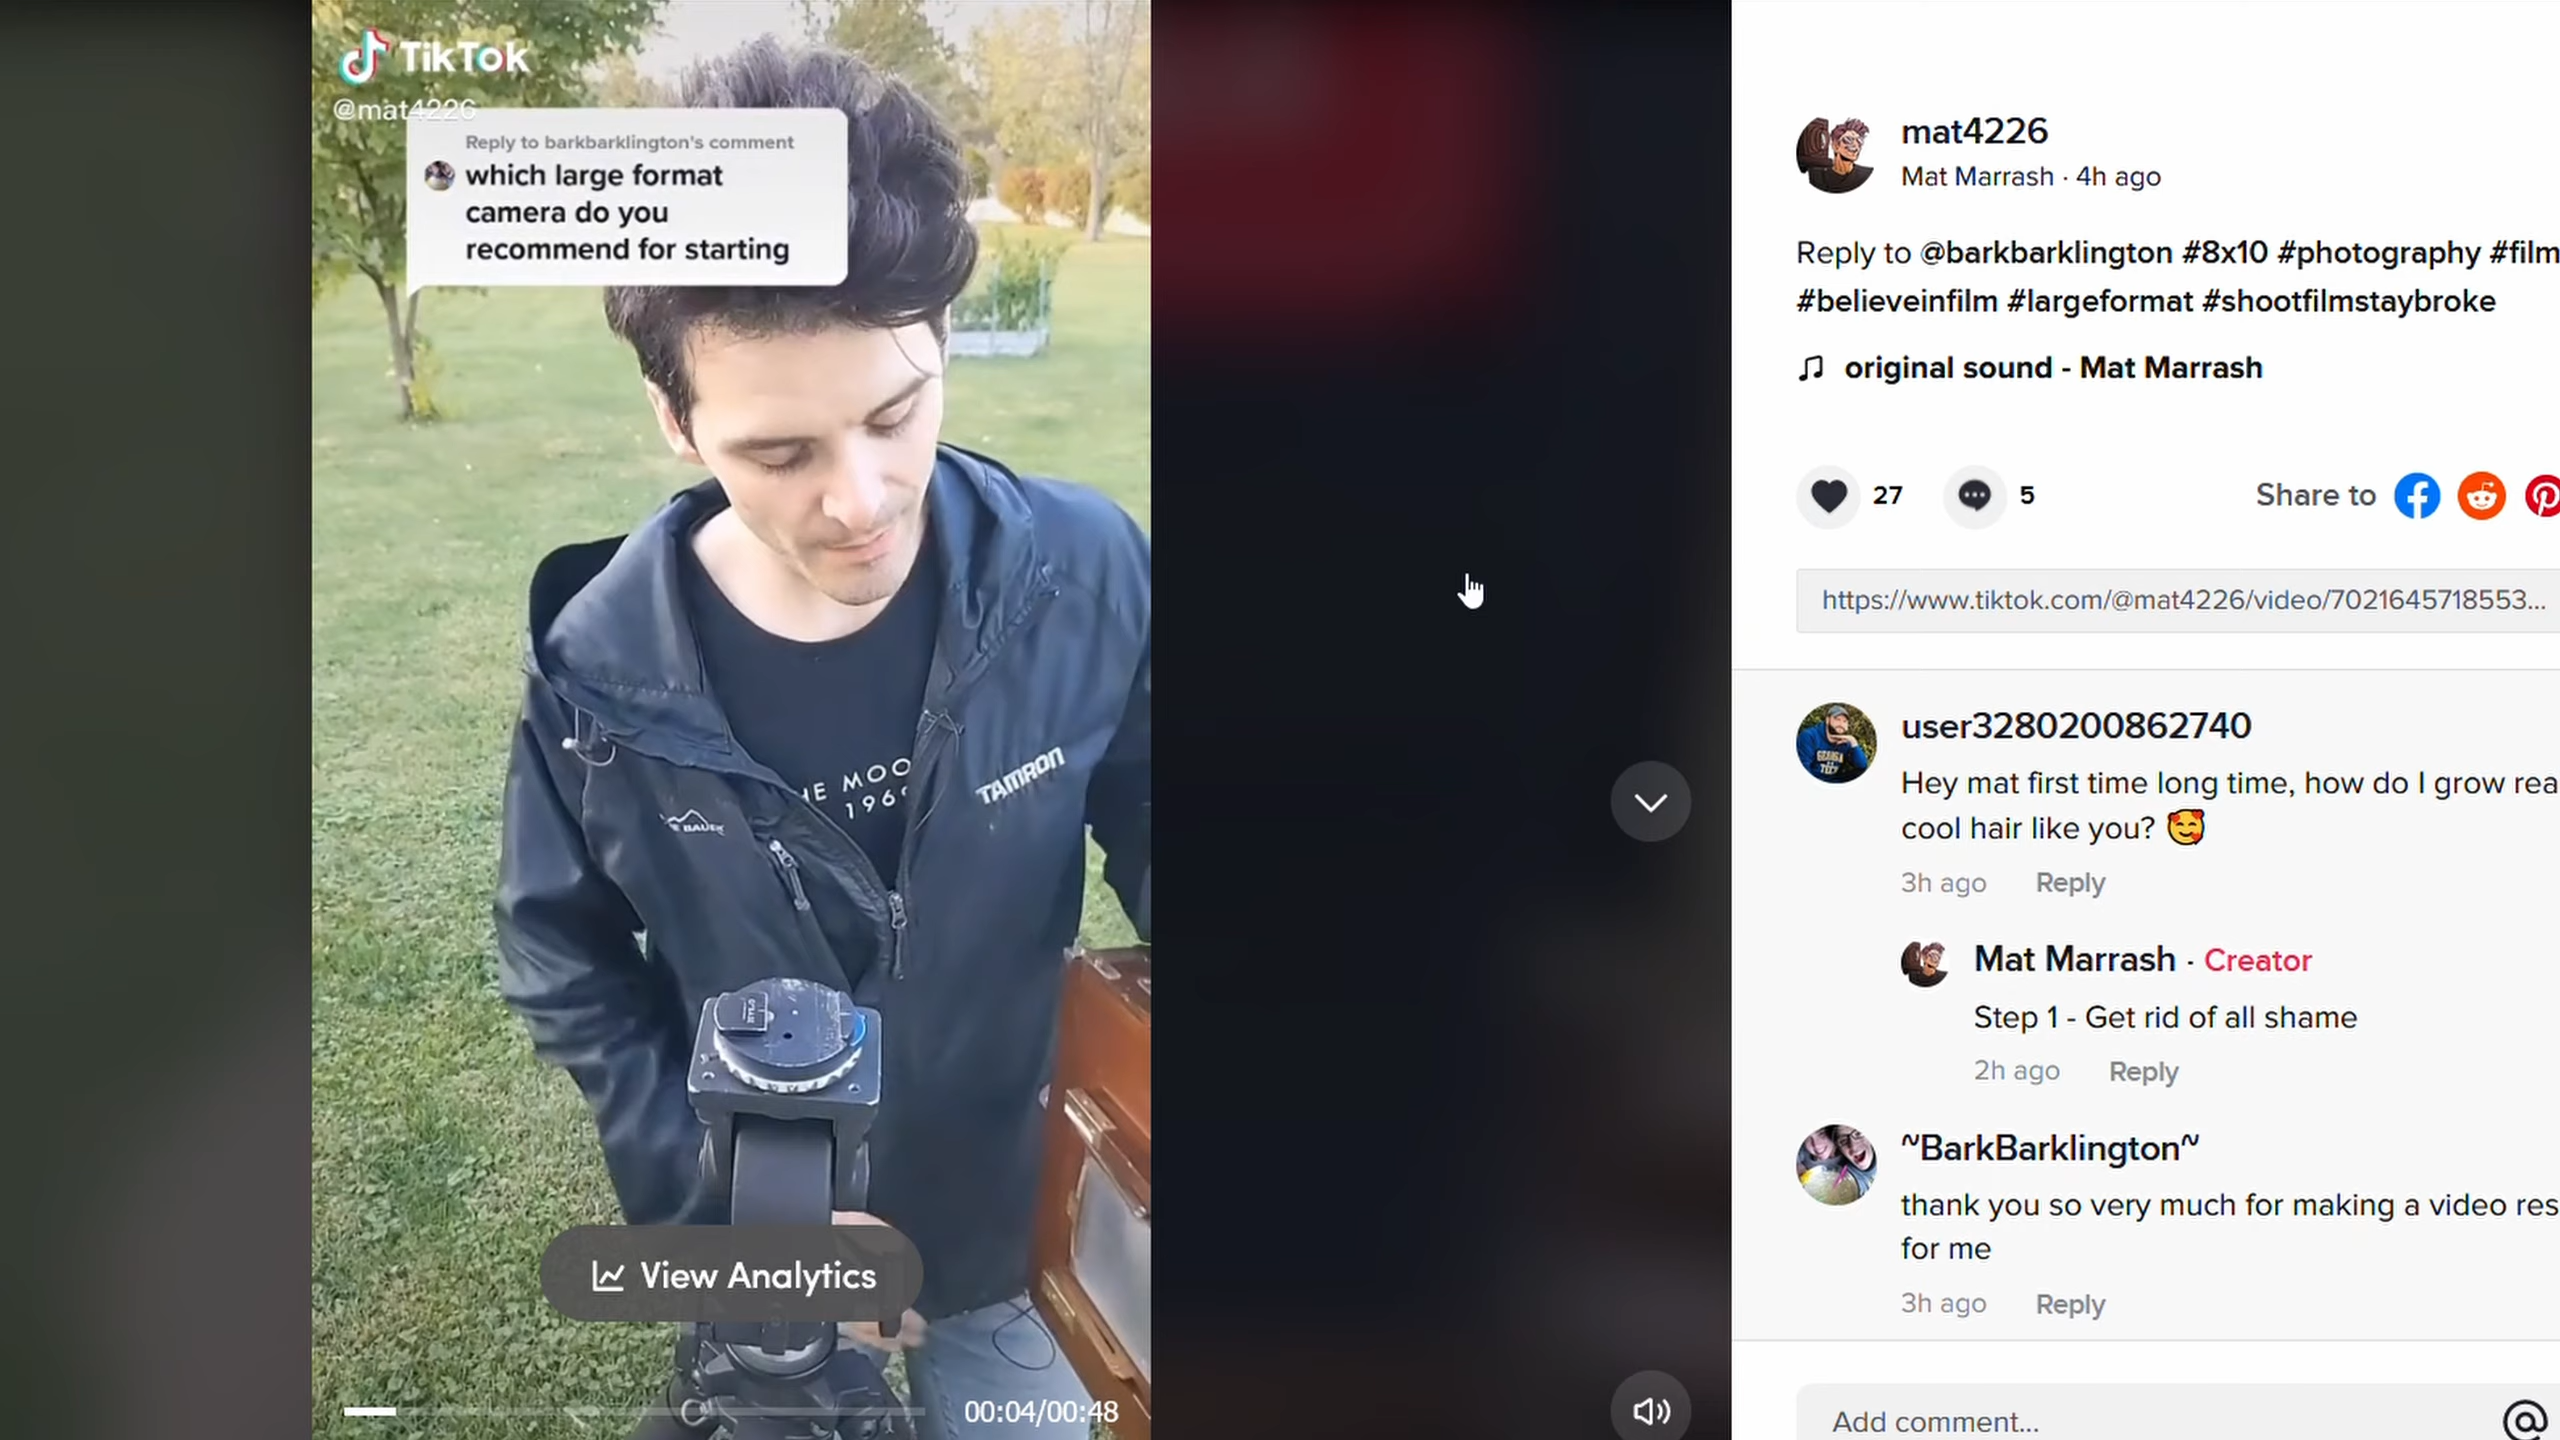 TikTok
@mat4226
Reply to barkbarklington's comment
which large format
camera do you
recommend for starting
HE MOO
196
TAMRON
E BAUER
View Analytics
00:04/00:48
mat4226
Mat Marrash · 4h ago
Reply to @barkbarklington #8x10 #photography #film
#believeinfilm #largeformat #shootfilmstaybroke
original sound - Mat Marrash
27
5
Share to
https://www.tiktok.com/@mat4226/video/7021645718553...
user3280200862740
Hey mat first time long time, how do I grow rea
cool hair like you? 🥰
3h ago Reply
Mat Marrash · Creator
Step 1 - Get rid of all shame
2h ago Reply
~BarkBarklington~
thank you so very much for making a video res
for me
3h ago Reply
Add comment...
@